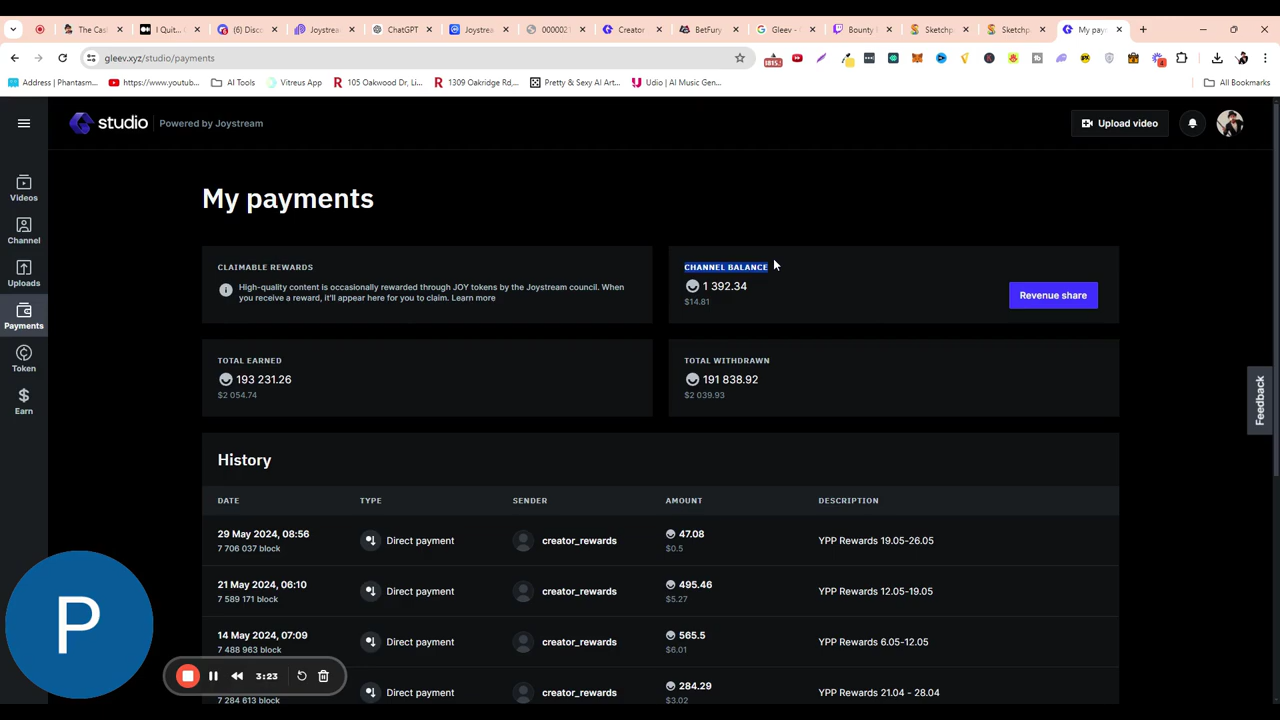 The Cas
I Quit...
(5) Disco
Joystrea
ChatGPT
Joystrea
0000021
Creator
BetFury
Gleev -
Bounty
Sketchp
Sketchp
My pay
gleev.xyz/studio/payments
Address | Phantasm...
https://www.youtub...
AI Tools
Vitreus App
105 Oakwood Dr, Li...
1309 Oakridge Rd,...
Pretty & Sexy AI Art...
Udio | AI Music Gen...
All Bookmarks
studio
Powered by Joystream
Upload video
Videos
Channel
Uploads
Payments
Token
Earn
My payments
CLAIMABLE REWARDS
High-quality content is occasionally rewarded through JOY tokens by the Joystream council. When
you receive a reward, it'll appear here for you to claim. Learn more
CHANNEL BALANCE
1 392.34
$14.81
Revenue share
TOTAL EARNED
193 231.26
$2 054.74
TOTAL WITHDRAWN
191 838.92
$2 039.93
Feedback
History
DATE TYPE SENDER AMOUNT DESCRIPTION
29 May 2024, 08:56
7 706 037 block
Direct payment
creator_rewards
47.08
$0.5
YPP Rewards 19.05-26.05
21 May 2024, 06:10
7 589 171 block
Direct payment
creator_rewards
495.46
$5.27
YPP Rewards 12.05-19.05
14 May 2024, 07:09
7 488 963 block
Direct payment
creator_rewards
565.5
$6.01
YPP Rewards 6.05-12.05
7 284 613 block
Direct payment
creator_rewards
284.29
$3.02
YPP Rewards 21.04 - 28.04
P
3:23